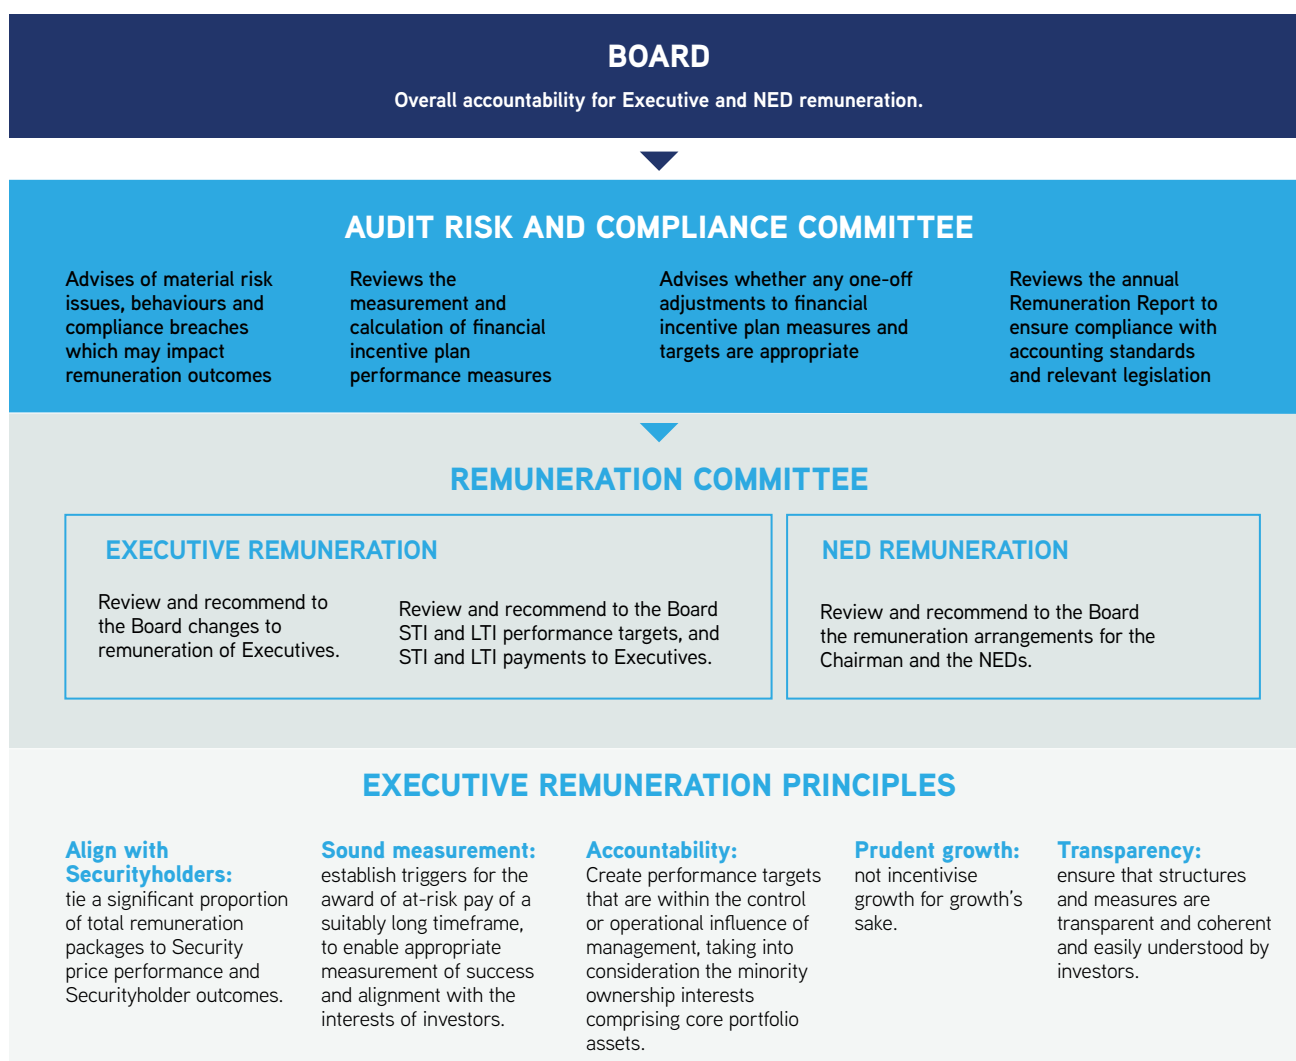 BOARD
Overall accountability for Executive and NED remuneration.
AUDIT RISK AND COMPLIANCE COMMITTEE
Advises of material risk
issues, behaviours and
compliance breaches
which may impact
remuneration outcomes
Reviews the
measurement and
calculation of financial
incentive plan
performance measures
Advises whether any one-off
adjustments to financial
incentive plan measures and
targets are appropriate
Reviews the annual
Remuneration Report to
ensure compliance with
accounting standards
and relevant legislation
REMUNERATION COMMITTEE
EXECUTIVE REMUNERATION
Review and recommend to
the Board changes to
remuneration of Executives.
Review and recommend to the Board
STI and LTI performance targets, and
STI and LTI payments to Executives.
NED REMUNERATION
Review and recommend to the Board
the remuneration arrangements for the
Chairman and the NEDs.
EXECUTIVE REMUNERATION PRINCIPLES
Align with
Securityholders:
tie a significant proportion
of total remuneration
packages to Security
price performance and
Securityholder outcomes.
Sound measurement:
establish triggers for the
award of at-risk pay of a
suitably long timeframe,
to enable appropriate
measurement of success
and alignment with the
interests of investors.
Accountability:
Create performance targets
that are within the control
or operational influence of
management, taking into
consideration the minority
ownership interests
comprising core portfolio
assets.
Prudent growth:
not incentivise
growth for growth's
sake.
Transparency:
ensure that structures
and measures are
transparent and coherent
and easily understood by
investors.